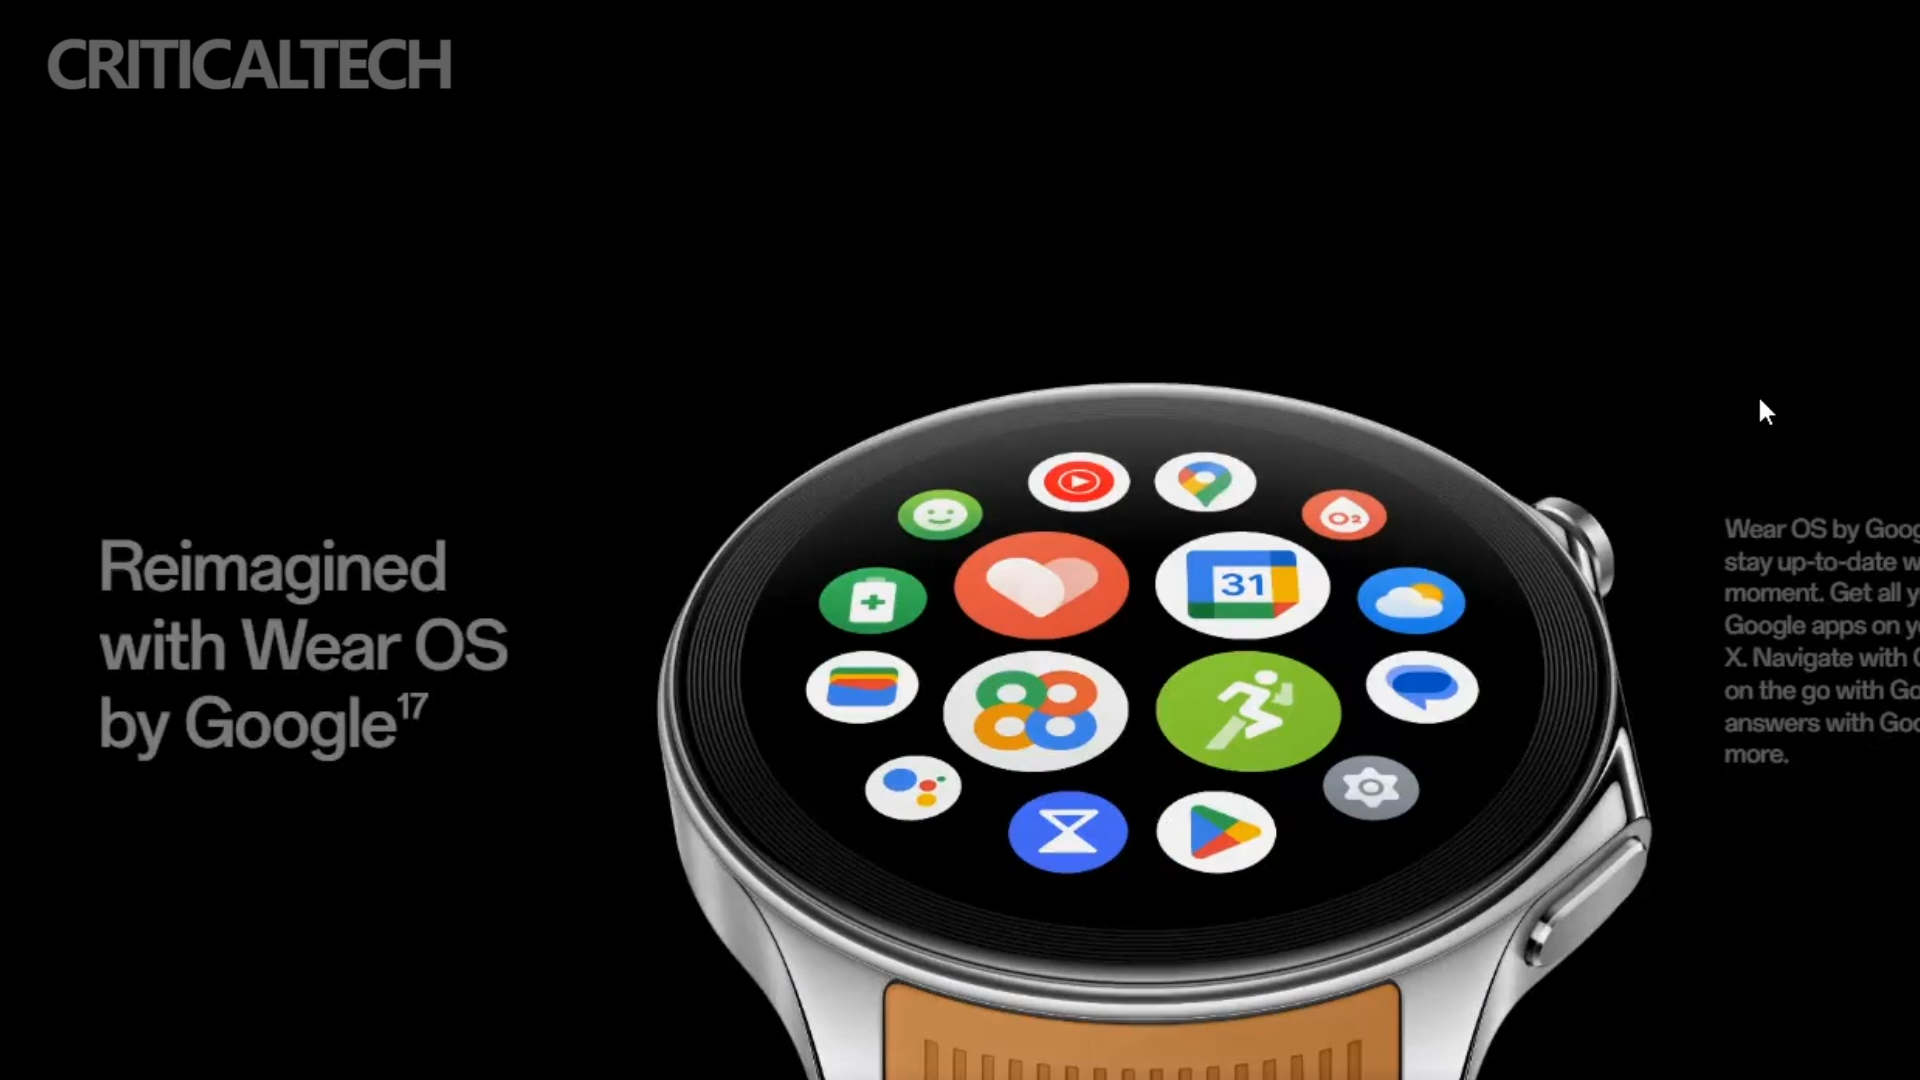 CRITICALTECH
Reimagined
with Wear OS
by Google17
31
O2
Wear OS by Goog
stay up-to-date w
moment. Get all y
Google apps on y
X. Navigate with
on the go with Go
answers with Goo
more.